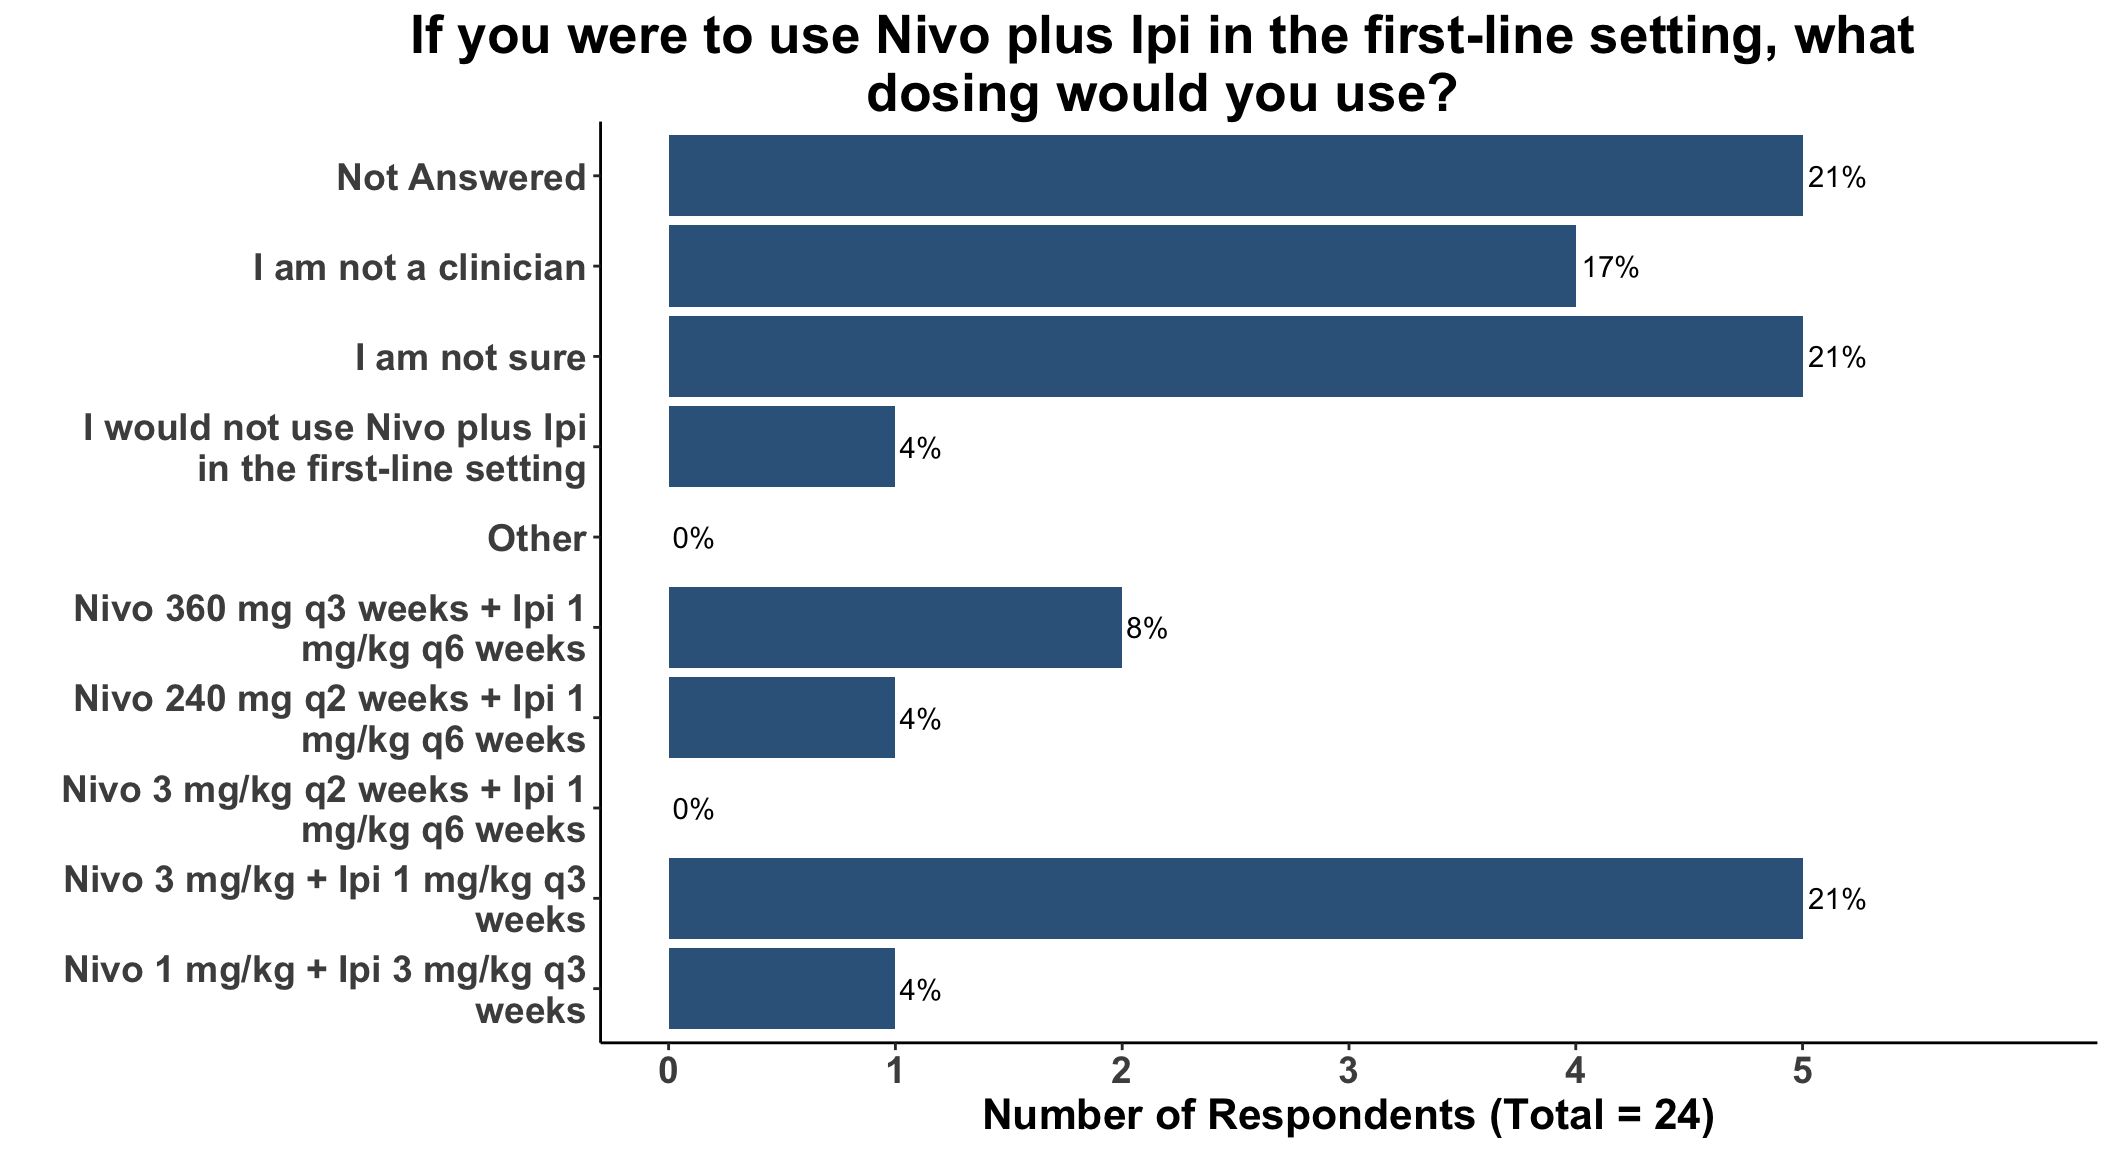 If you were to use Nivo plus Ipi in the first-line setting, what
dosing would you use?
Not Answered
21%
I am not a clinician
17%
I am not sure
21%
I would not use Nivo plus Ipi
in the first-line setting
4%
Other
0%
Nivo 360 mg q3 weeks + Ipi 1
mg/kg q6 weeks
8%
Nivo 240 mg q2 weeks + Ipi 1
mg/kg q6 weeks
4%
Nivo 3 mg/kg q2 weeks + Ipi 1
mg/kg q6 weeks
0%
Nivo 3 mg/kg + Ipi 1 mg/kg q3
weeks
21%
Nivo 1 mg/kg + Ipi 3 mg/kg q3
weeks
4%
0 1 2 3 4 5
Number of Respondents (Total = 24)